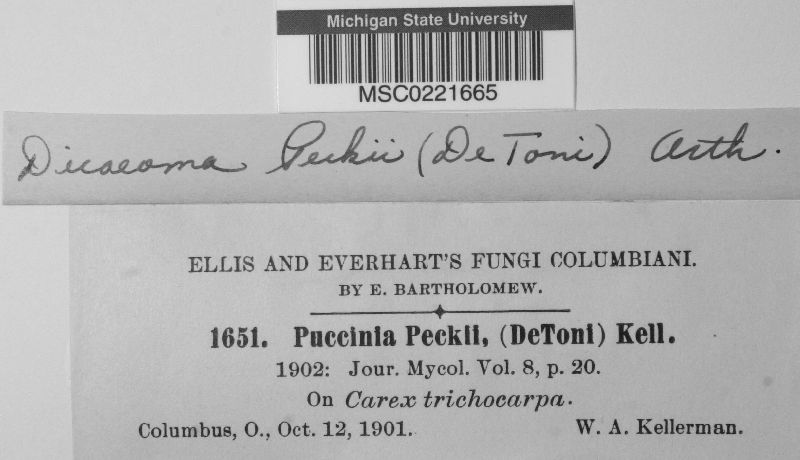 Michigan State University
MSC0221665
Dicaeoma Peckii (DeToni) Arth.
ELLIS AND EVERHART'S FUNGI COLUMBIANI.
BY E. BARTHOLOMEW.
1651. Puccinia Peckii, (DeToni) Kell.
1902: Jour. Mycol. Vol. 8, p. 20.
On Carex trichocarpa.
Columbus, O., Oct. 12, 1901. W. A. Kellerman.